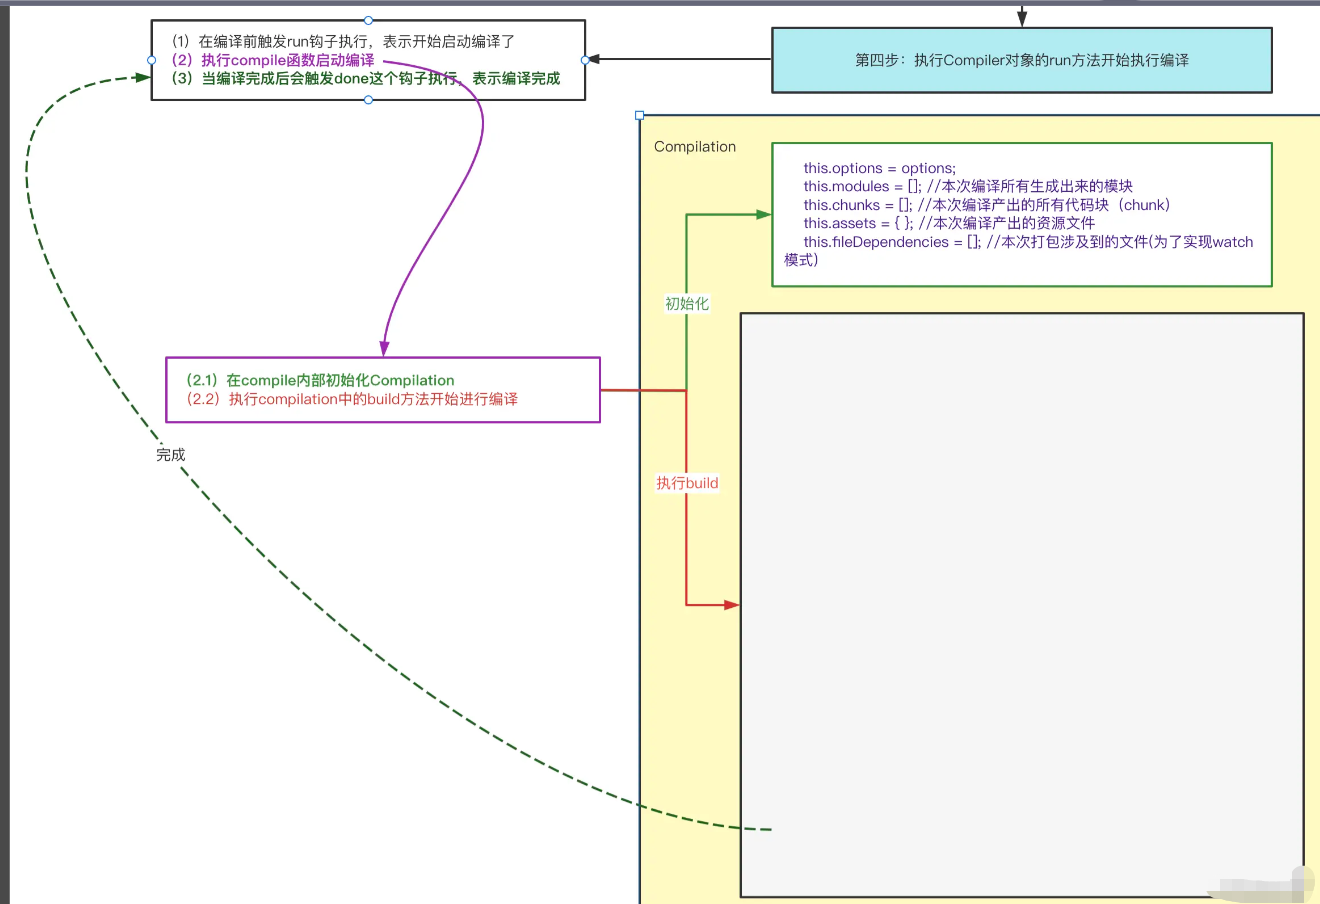 （1）在编译前触发run钩子执行，表示开始启动编译了
（2）执行compile函数启动编译
（3）当编译完成后会触发done这个钩子执行，表示编译完成
第四步：执行Compiler对象的run方法开始执行编译
Compilation
this.options = options;
this.modules = []; //本次编译所有生成出来的模块
this.chunks = []; //本次编译产出的所有代码块（chunk）
this.assets = { }; //本次编译产出的资源文件
this.fileDependencies = []; //本次打包涉及到的文件(为了实现watch
模式)
初始化
（2.1）在compile内部初始化Compilation
（2.2）执行compilation中的build方法开始进行编译
完成
执行build